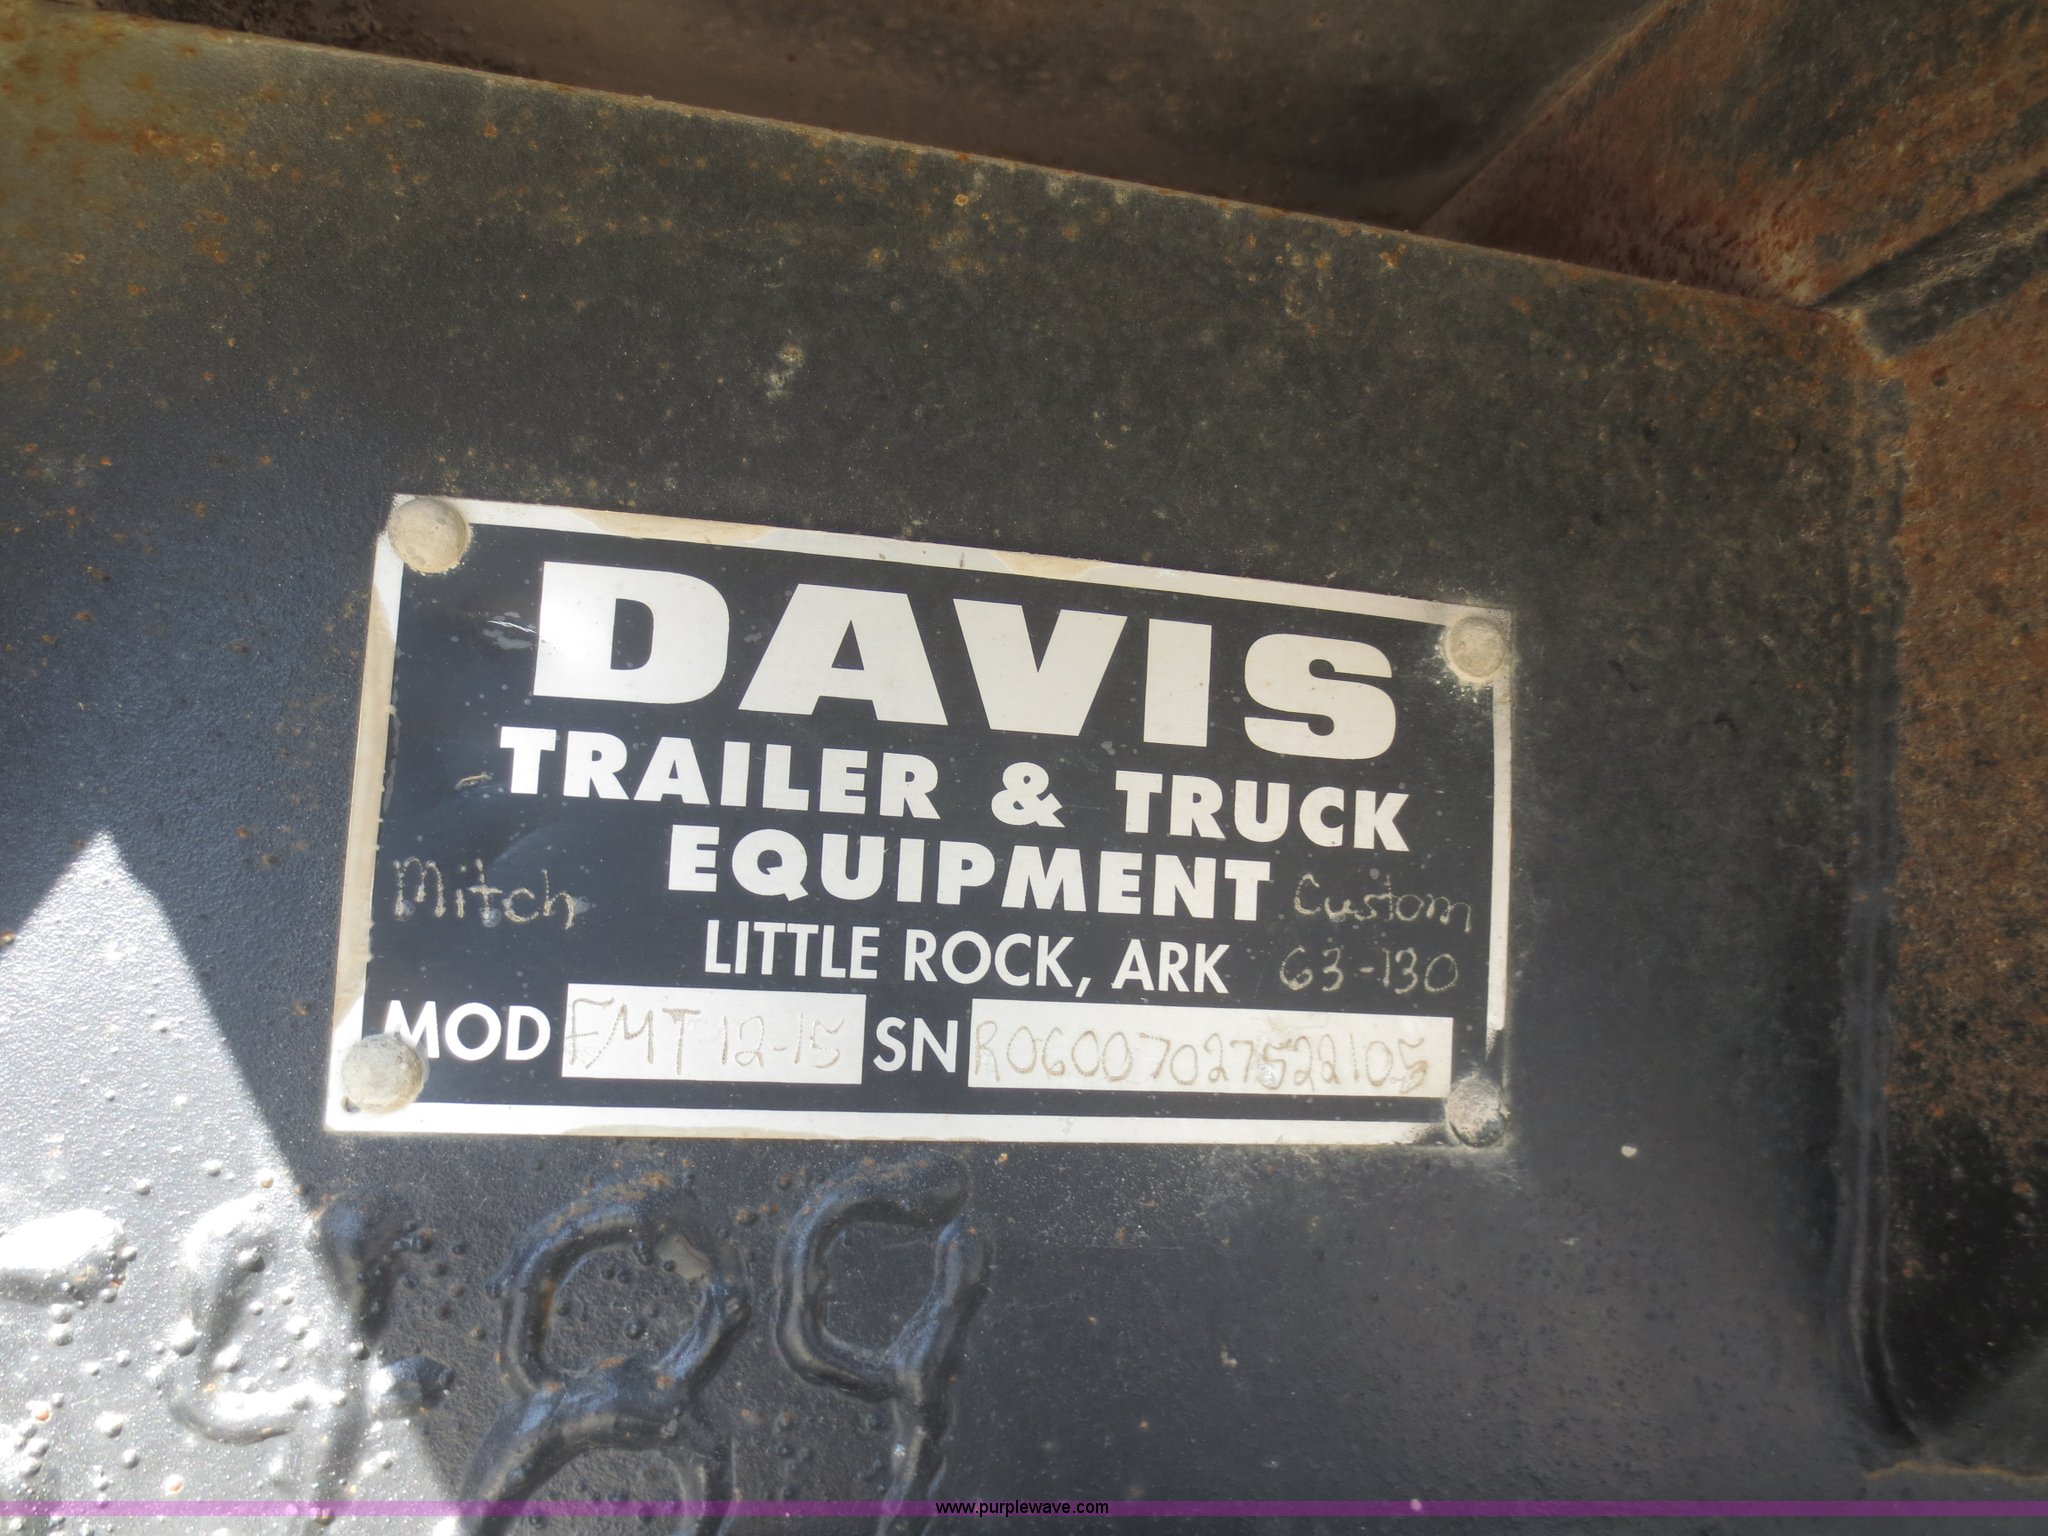 DAVIS
TRAILER & TRUCK
EQUIPMENT
Mitch
Custom
LITTLE ROCK, ARK
63-130
MOD FMT 12-15 SN R06007027522105
www.purplewave.com